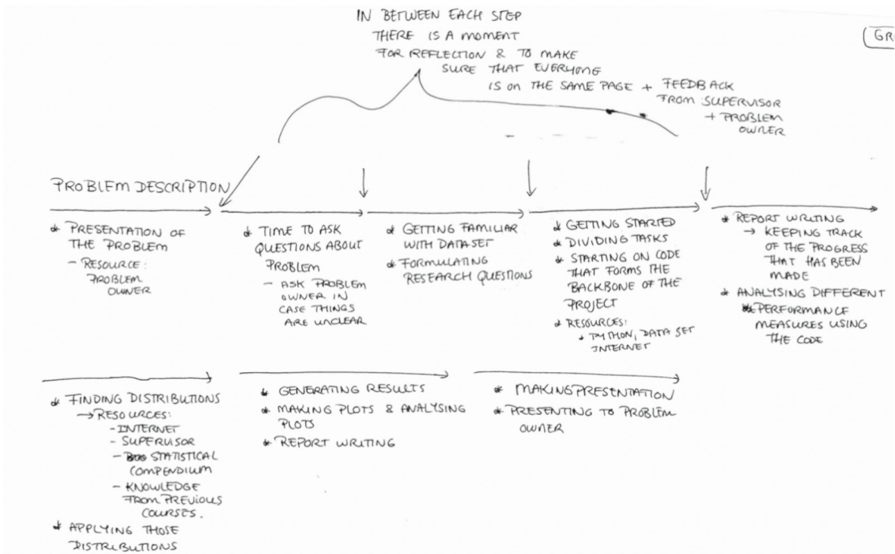 IN BETWEEN EACH STEP
THERE IS A MOMENT
FOR REFLECTION & TO MAKE
SURE THAT EVERYONE
IS ON THE SAME PAGE + FEEDBACK
FROM SUPERVISOR
+ PROBLEM
OWNER
PROBLEM DESCRIPTION
* PRESENTATION OF
THE PROBLEM
- RESOURCE:
PROBLEM
OWNER
* TIME TO ASK
QUESTIONS ABOUT
PROBLEM
- ASK PROBLEM
OWNER IN
CASE THINGS
ARE UNCLEAR
* GETTING FAMILIAR
WITH DATASET
* FORMULATING
RESEARCH QUESTIONS
* GETTING STARTED
* DIVIDING TASKS
* STARTING ON CODE
THAT FORMS THE
BACKBONE OF THE
PROJECT
* RESOURCES:
* PYTHON, DATA SET
INTERNET
* REPORT WRITING
→ KEEPING TRACK
OF THE PROGRESS
THAT HAS BEEN
MADE
* ANALYSING DIFFERENT
PERFORMANCE
MEASURES USING
THE CODE
* FINDING DISTRIBUTIONS
→ RESOURCES:
- INTERNET
- SUPERVISOR
- STATISTICAL
COMPENDIUM
- KNOWLEDGE
FROM PREVIOUS
COURSES.
* APPLYING THOSE
DISTRIBUTIONS
* GENERATING RESULTS
* MAKING PLOTS & ANALYSING
PLOTS
* REPORT WRITING
* MAKING PRESENTATION
* PRESENTING TO PROBLEM
OWNER